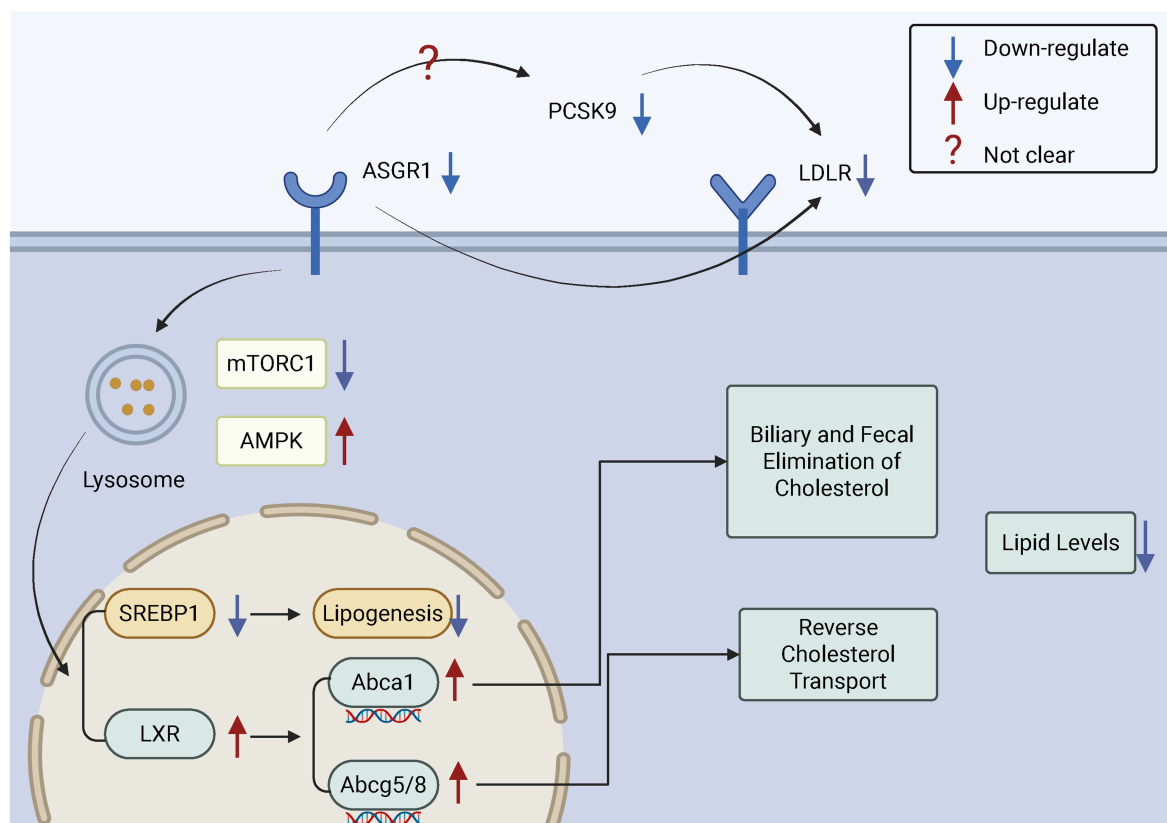 Down-regulate
Up-regulate
? Not clear
?
PCSK9
ASGR1
LDLR
mTORC1
AMPK
Lysosome
Biliary and Fecal
Elimination of
Cholesterol
Lipid Levels
SREBP1
Lipogenesis
Reverse
Cholesterol
Transport
Abca1
LXR
Abcg5/8